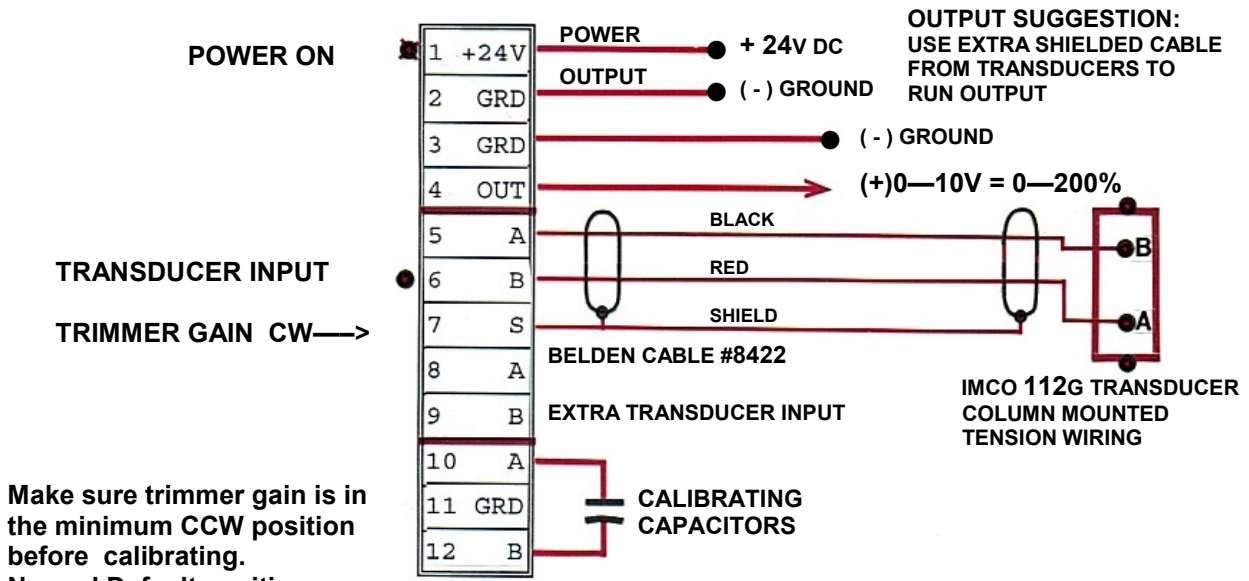 POWER ON
1 +24V
POWER
+ 24V DC
OUTPUT SUGGESTION:
USE EXTRA SHIELDED CABLE
FROM TRANSDUCERS TO
RUN OUTPUT
2 GRD
OUTPUT
( - ) GROUND
3 GRD
( - ) GROUND
4 OUT
(+)0—10V = 0—200%
5 A
BLACK
B
TRANSDUCER INPUT
6 B
RED
TRIMMER GAIN CW—–>
7 S
SHIELD
A
8 A
BELDEN CABLE #8422
9 B
EXTRA TRANSDUCER INPUT
IMCO 112G TRANSDUCER
COLUMN MOUNTED
TENSION WIRING
10 A
11 GRD
12 B
CALIBRATING
CAPACITORS
Make sure trimmer gain is in
the minimum CCW position
before calibrating.